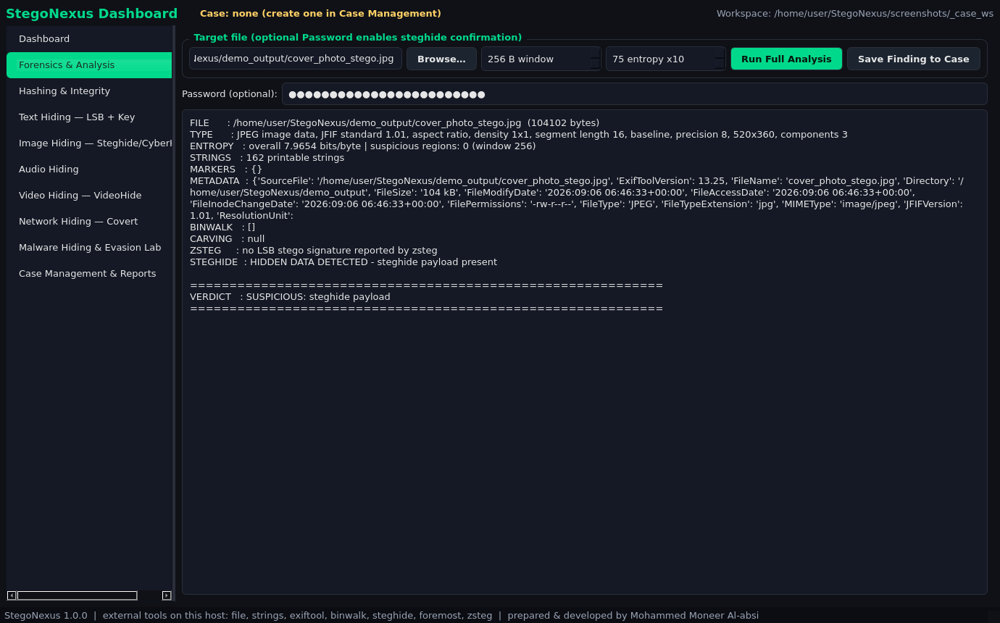 StegoNexus Dashboard
Case: none (create one in Case Management)
Workspace: /home/user/StegoNexus/screenshots/_case_ws
Dashboard
Forensics & Analysis
Hashing & Integrity
Text Hiding — LSB + Key
Image Hiding — Steghide/Cyber
Audio Hiding
Video Hiding — VideoHide
Network Hiding — Covert
Malware Hiding & Evasion Lab
Case Management & Reports
Target file (optional Password enables steghide confirmation)
Nexus/demo_output/cover_photo_stego.jpg
Browse…
256 B window
75 entropy x10
Run Full Analysis
Save Finding to Case
Password (optional): ●●●●●●●●●●●●●●●●●●●●●●●●
FILE : /home/user/StegoNexus/demo_output/cover_photo_stego.jpg (104102 bytes)
TYPE : JPEG image data, JFIF standard 1.01, aspect ratio, density 1x1, segment length 16, baseline, precision 8, 520x360, components 3
ENTROPY : overall 7.9654 bits/byte | suspicious regions: 0 (window 256)
STRINGS : 162 printable strings
MARKERS : {}
METADATA : {'SourceFile': '/home/user/StegoNexus/demo_output/cover_photo_stego.jpg', 'ExifToolVersion': 13.25, 'FileName': 'cover_photo_stego.jpg', 'Directory': '/
home/user/StegoNexus/demo_output', 'FileSize': '104 kB', 'FileModifyDate': '2026:09:06 06:46:33+00:00', 'FileAccessDate': '2026:09:06 06:46:33+00:00',
'FileInodeChangeDate': '2026:09:06 06:46:33+00:00', 'FilePermissions': '-rw-r--r--', 'FileType': 'JPEG', 'FileTypeExtension': 'jpg', 'MIMEType': 'image/jpeg', 'JFIFVersion':
1.01, 'ResolutionUnit':
BINWALK : []
CARVING : null
ZSTEG : no LSB stego signature reported by zsteg
STEGHIDE : HIDDEN DATA DETECTED - steghide payload present
============================================================
VERDICT : SUSPICIOUS: steghide payload
============================================================
StegoNexus 1.0.0 | external tools on this host: file, strings, exiftool, binwalk, steghide, foremost, zsteg | prepared & developed by Mohammed Moneer Al-absi